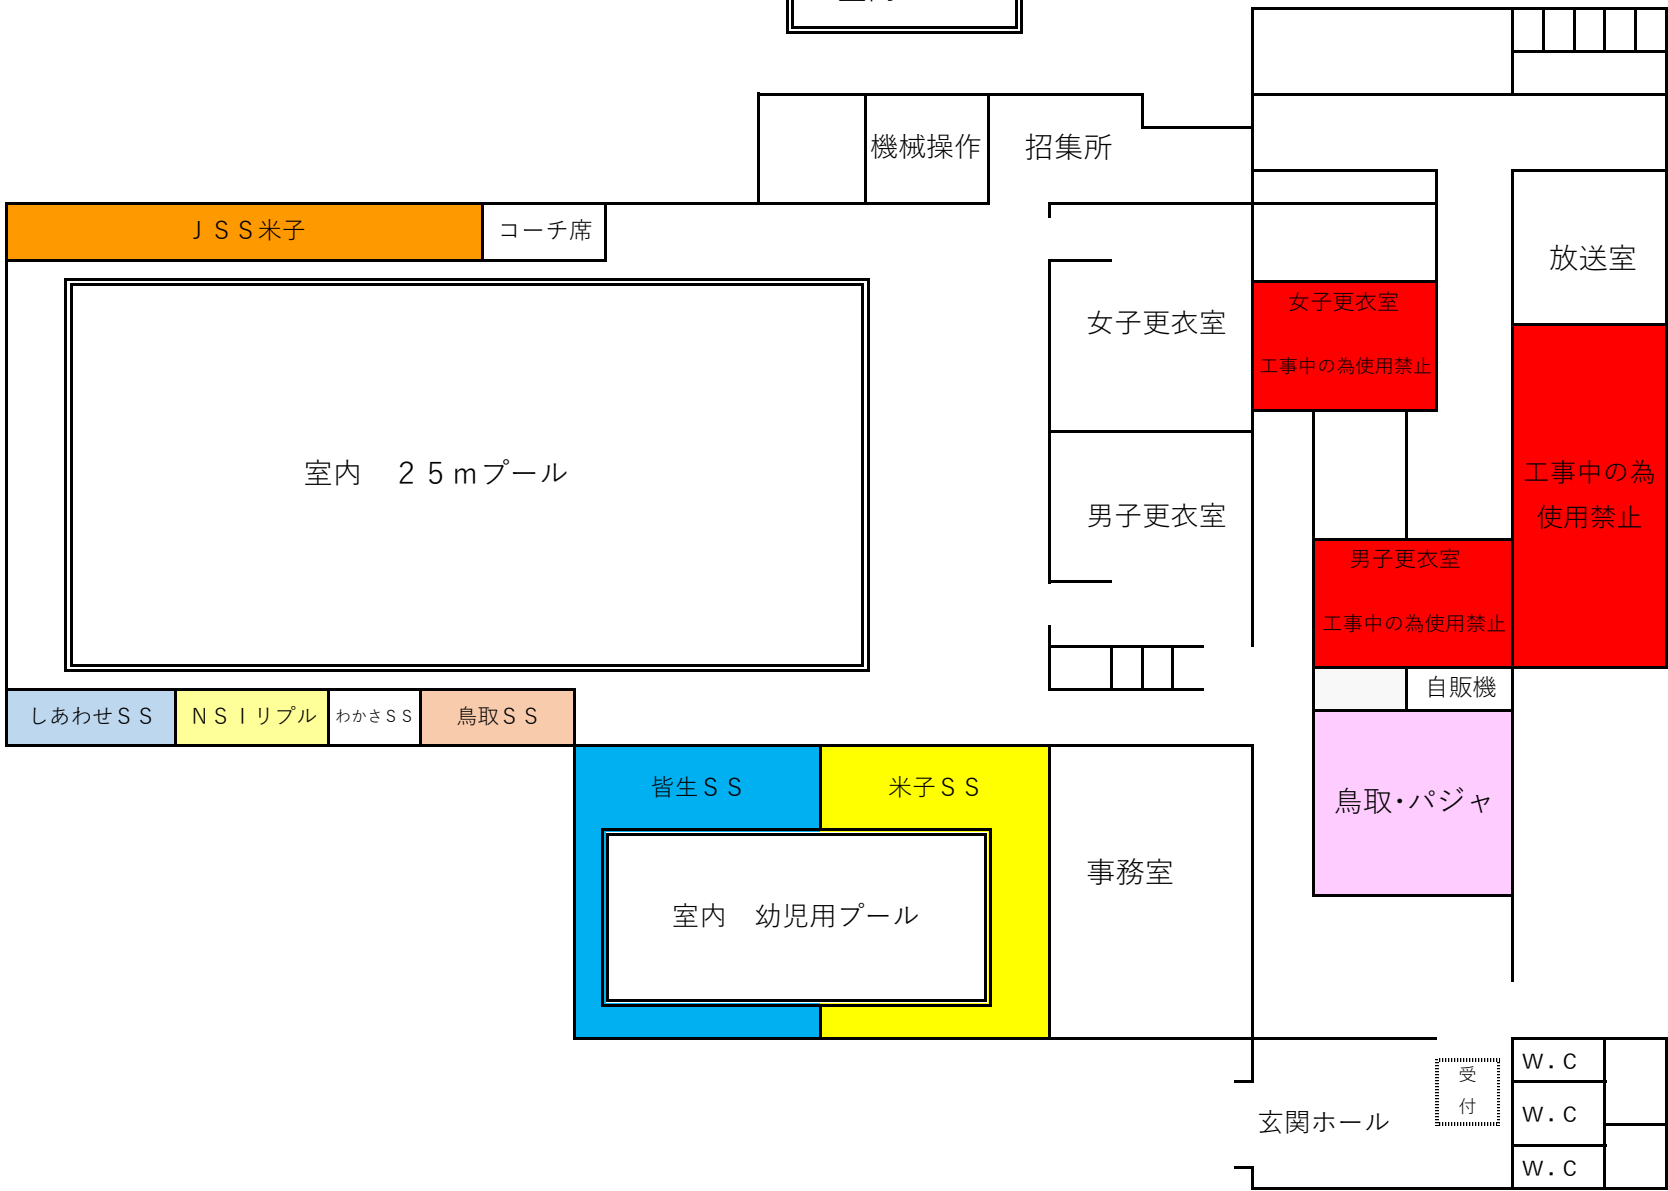 機械操作
招集所
ＪＳＳ米子
コーチ席
放送室
女子更衣室
女子更衣室
工事中の為使用禁止
室内　２５ｍプール
男子更衣室
工事中の為
使用禁止
男子更衣室
工事中の為使用禁止
自販機
しあわせＳＳ
ＮＳＩリプル
わかさＳＳ
鳥取ＳＳ
皆生ＳＳ
米子ＳＳ
鳥取・パジャ
事務室
室内　幼児用プール
受
付
玄関ホール
Ｗ．Ｃ
Ｗ．Ｃ
Ｗ．Ｃ